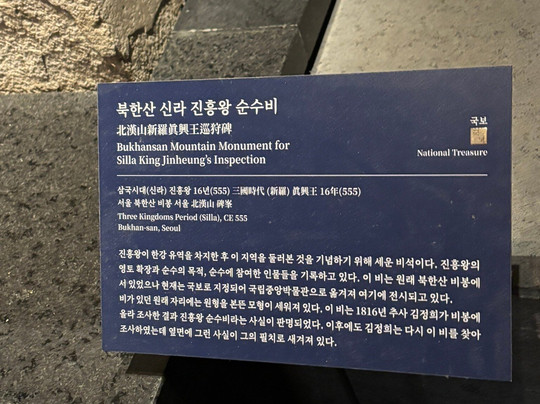 북한산 신라 진흥왕 순수비
北漢山新羅眞興王巡狩碑
Bukhansan Mountain Monument for
Silla King Jinheung's Inspection
국보
National Treasure
삼국시대(신라) 진흥왕 16년(555) 三國時代 (新羅) 眞興王 16年(555)
서울 북한산 비봉 서울 北漢山 碑峯
Three Kingdoms Period (Silla), CE 555
Bukhan-san, Seoul
진흥왕이 한강 유역을 차지한 후 이 지역을 둘러본 것을 기념하기 위해 세운 비석이다. 진흥왕의
영토 확장과 순수의 목적, 순수에 참여한 인물들을 기록하고 있다. 이 비는 원래 북한산 비봉에
서 있었으나 현재는 국보로 지정되어 국립중앙박물관으로 옮겨져 여기에 전시되고 있다.
비가 있던 원래 자리에는 원형을 본뜬 모형이 세워져 있다. 이 비는 1816년 추사 김정희가 비봉에
올라 조사한 결과 진흥왕 순수비라는 사실이 판명되었다. 이후에도 김정희는 다시 이 비를 찾아
조사하였는데 옆면에 그런 사실이 그의 필치로 새겨져 있다.